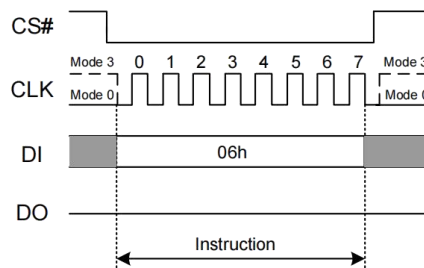 CS#
Mode 3 0 1 2 3 4 5 6 7 Mode 3
CLK
Mode 0 Mode 0
DI 06h
DO
Instruction